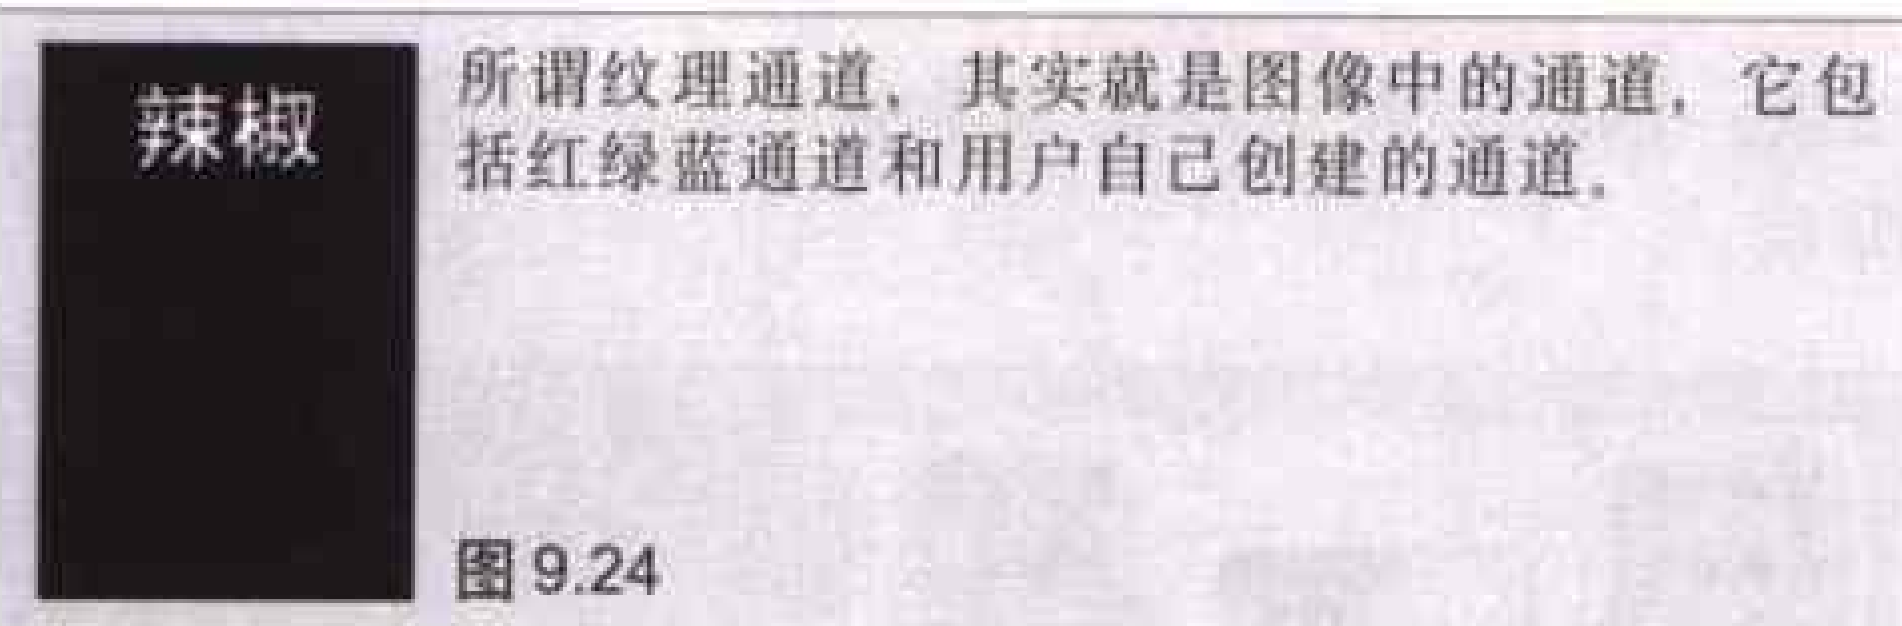 辣椒
所谓纹理通道，其实就是图像中的通道，它包
括红绿蓝通道和用户自己创建的通道。
图 9.24